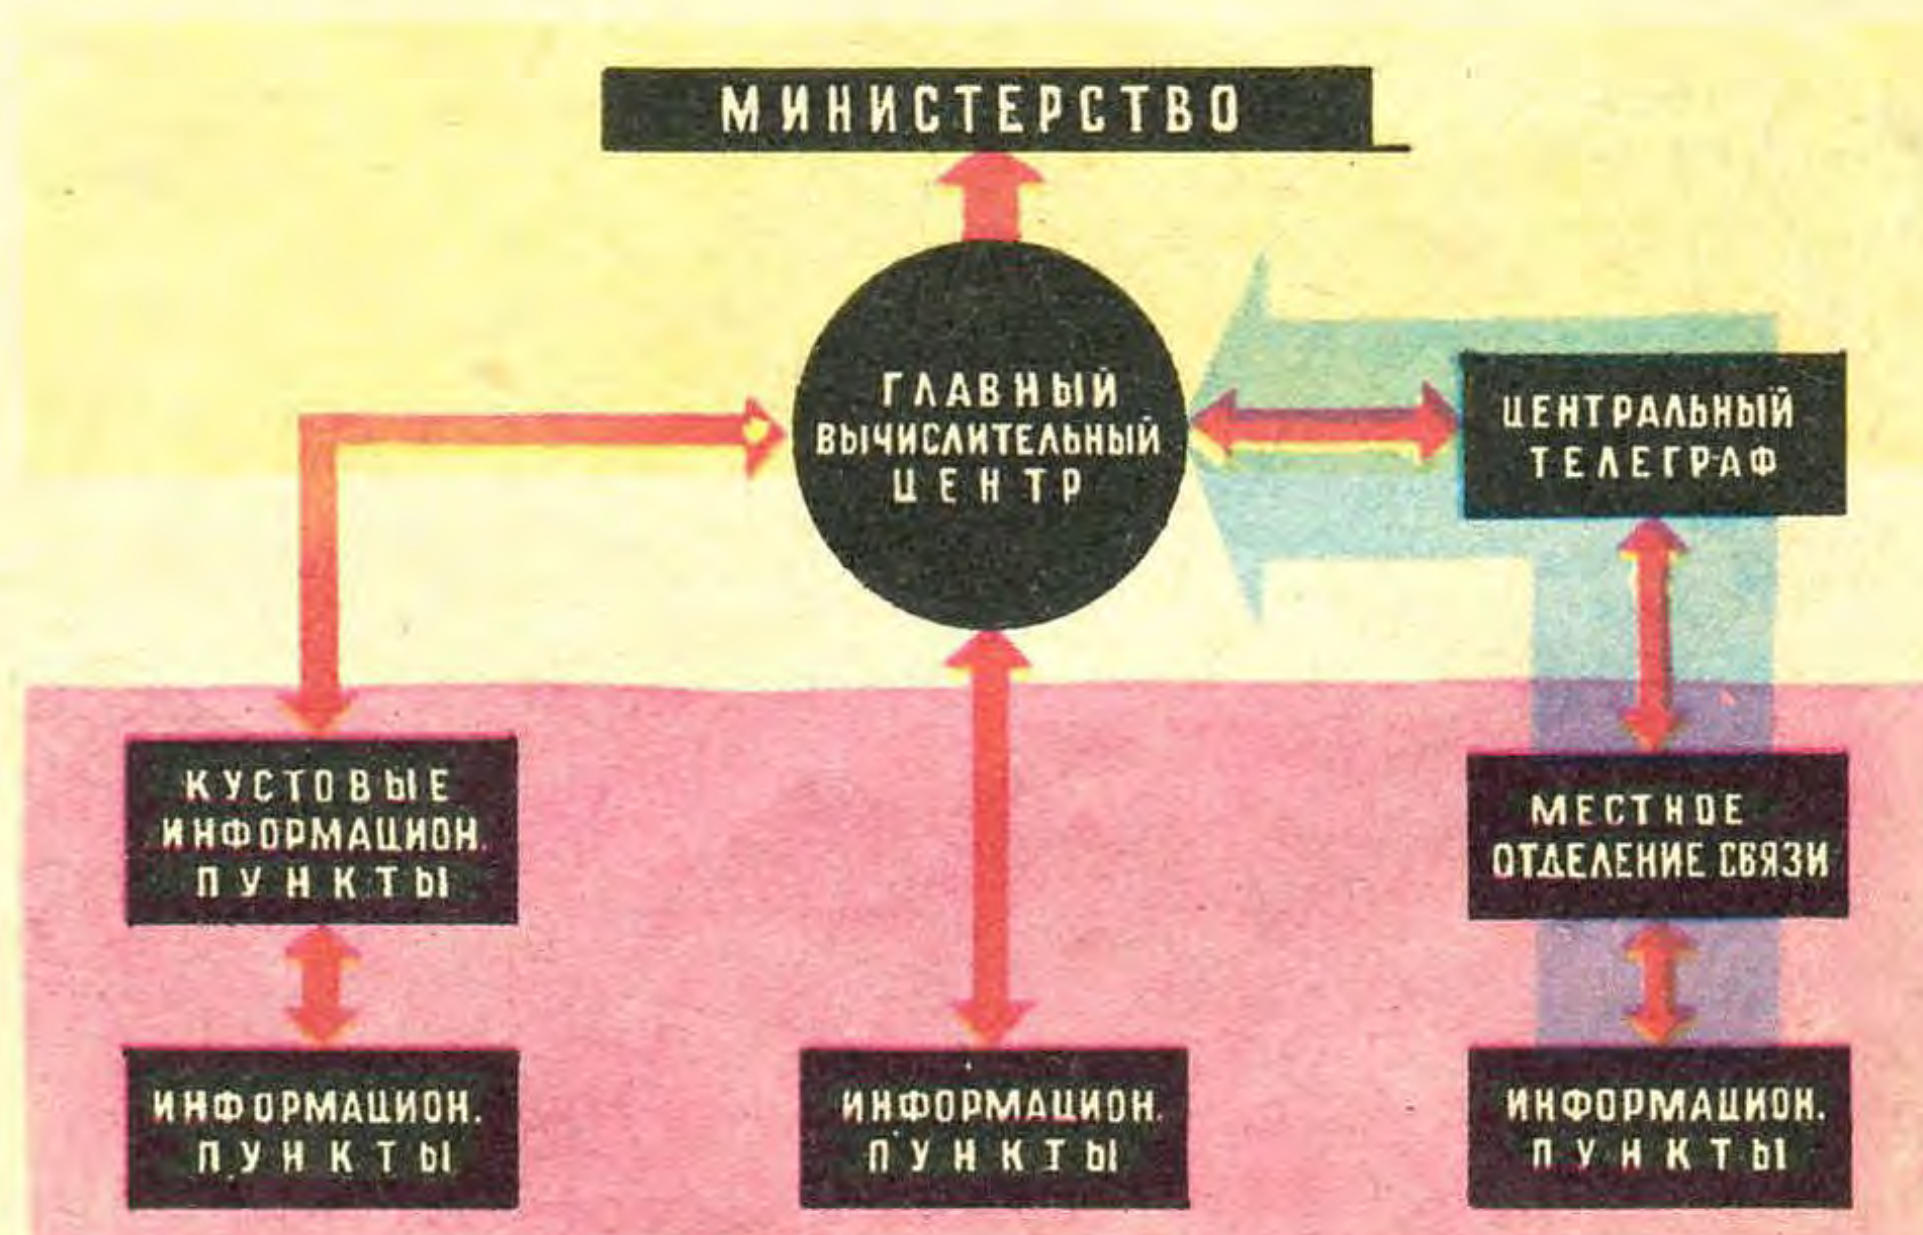 МИНИСТЕРСТВО
ГЛАВНЫЙ
ВЫЧИСЛИТЕЛЬНЫЙ
ЦЕНТР
ЦЕНТРАЛЬНЫЙ
ТЕЛЕГРАФ
КУСТОВЫЕ
ИНФОРМАЦИОН.
ПУНКТЫ
МЕСТНОЕ
ОТДЕЛЕНИЕ СВЯЗИ
ИНФОРМАЦИОН.
ПУНКТЫ
ИНФОРМАЦИОН.
ПУНКТЫ
ИНФОРМАЦИОН.
ПУНКТЫ